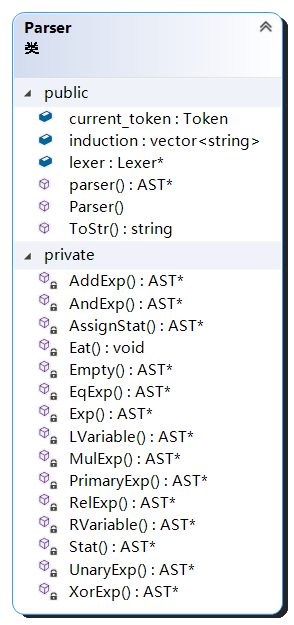 Parser
类
public
current_token : Token
induction : vector<string>
lexer : Lexer*
parser() : AST*
Parser()
ToStr() : string
private
AddExp() : AST*
AndExp() : AST*
AssignStat() : AST*
Eat() : void
Empty() : AST*
EqExp() : AST*
Exp() : AST*
LVariable() : AST*
MulExp() : AST*
PrimaryExp() : AST*
RelExp() : AST*
RVariable() : AST*
Stat() : AST*
UnaryExp() : AST*
XorExp() : AST*